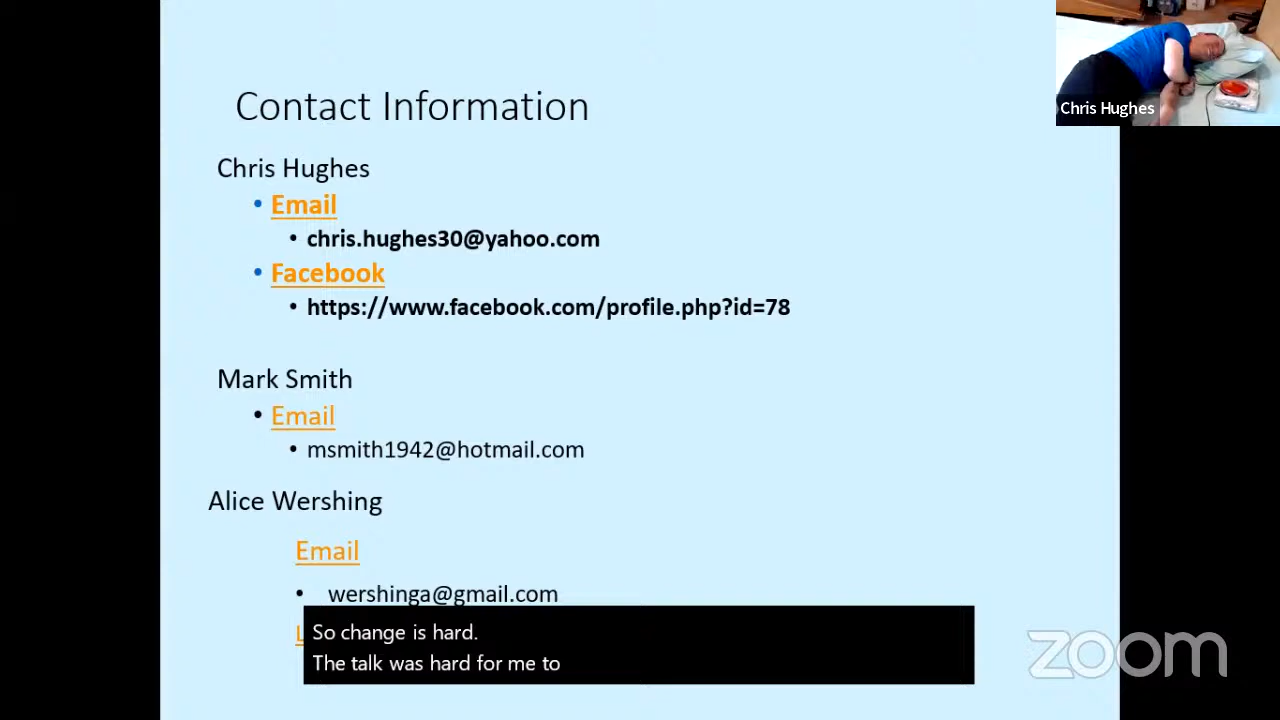 Contact Information
Chris Hughes
Chris Hughes
• Email
• chris.hughes30@yahoo.com
• Facebook
• https://www.facebook.com/profile.php?id=78
Mark Smith
• Email
• msmith1942@hotmail.com
Alice Wershing
Email
• wershinga@gmail.com
So change is hard.
The talk was hard for me to
zoom